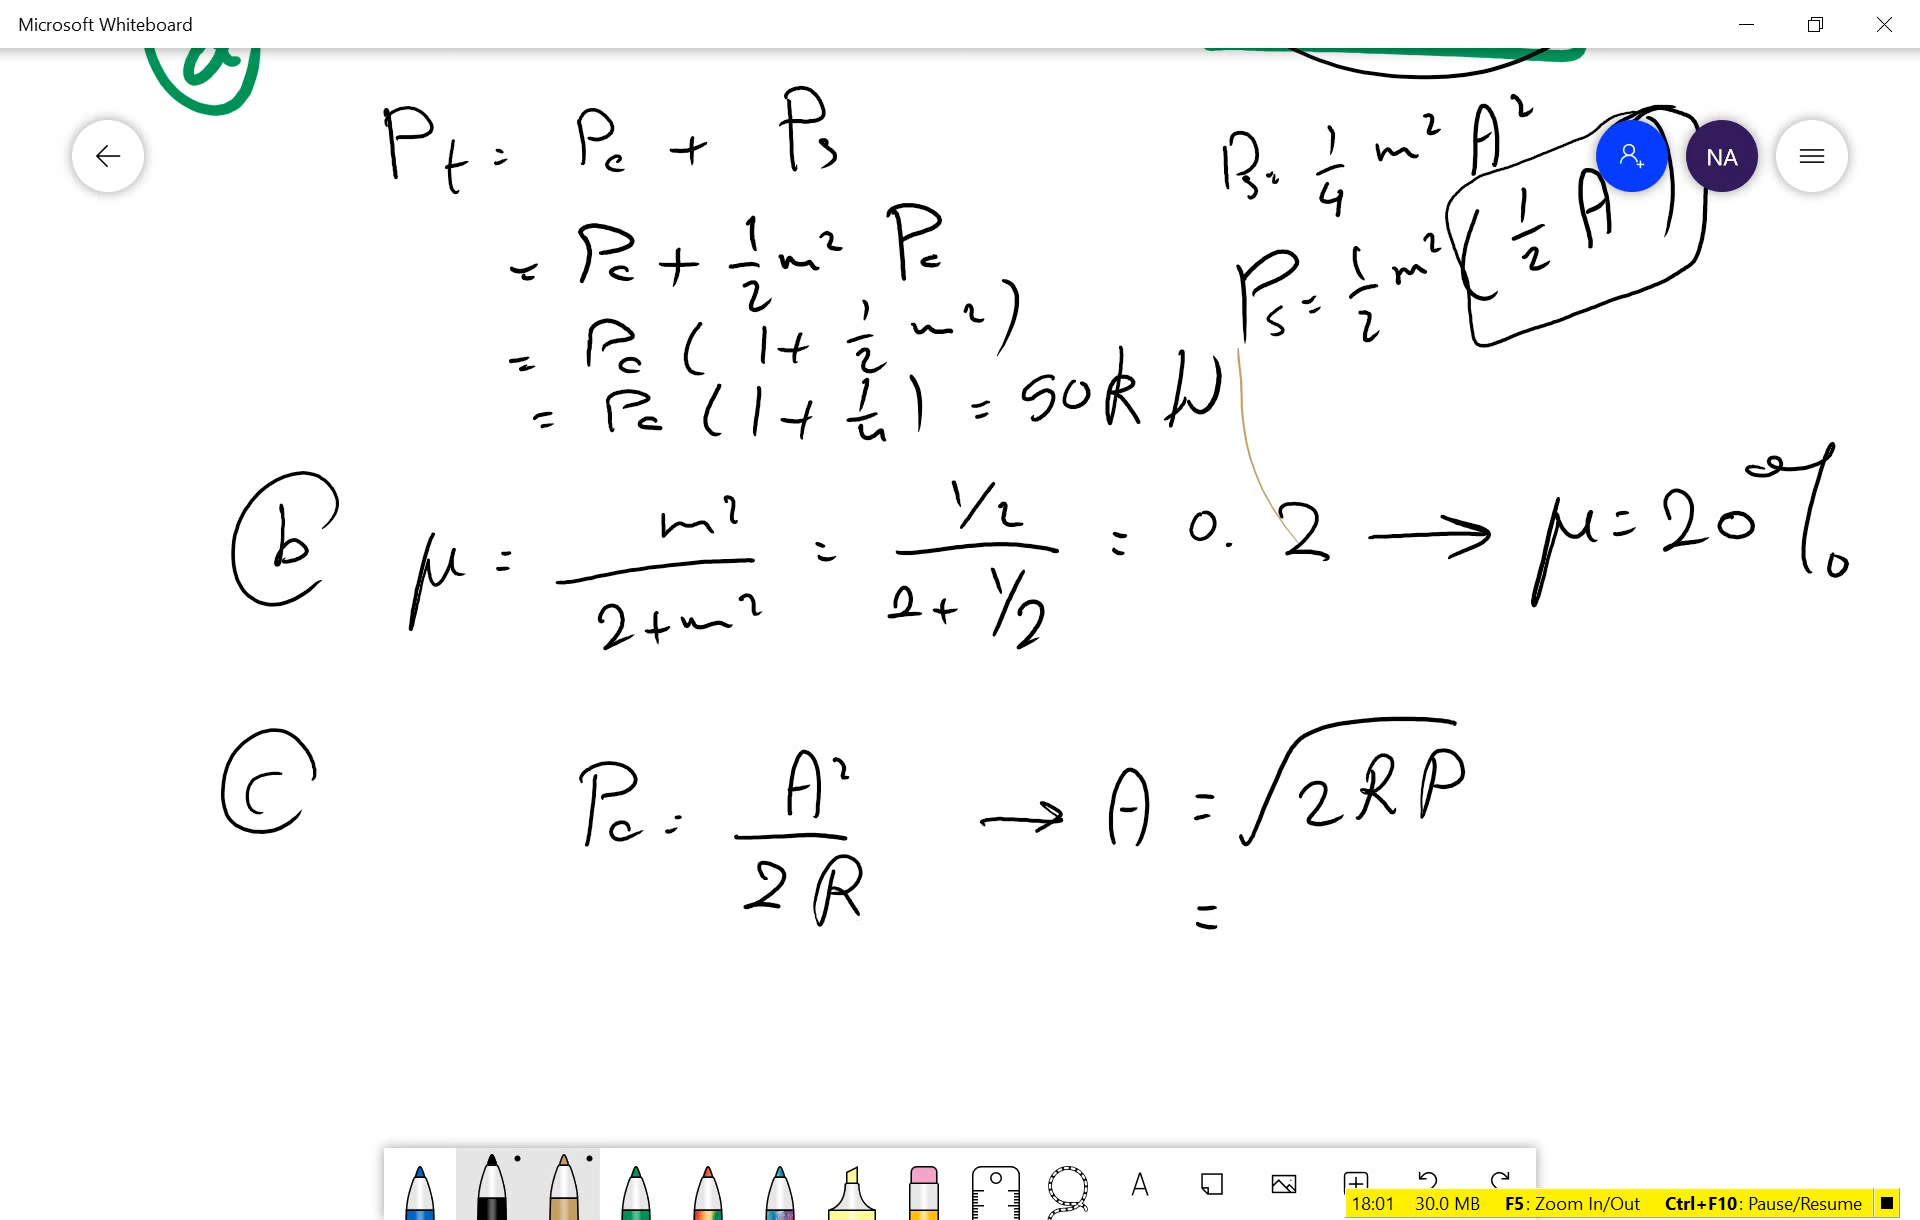 Microsoft Whiteboard
a
Pt = Pc + Ps
= Pc + 1/2 m² Pc
= Pc ( 1 + 1/2 m² )
= Pc ( 1 + 1/4 ) = 50 kW
Ps = 1/4 m² A²
Ps = 1/2 m² ( 1/2 A )
NA
b
μ = m² / (2 + m²) = 1/2 / (2 + 1/2) = 0.2 → μ = 20%
c
Pc = A² / 2R → A = √2RP
=
A
18:01 30.0 MB F5: Zoom In/Out Ctrl+F10: Pause/Resume